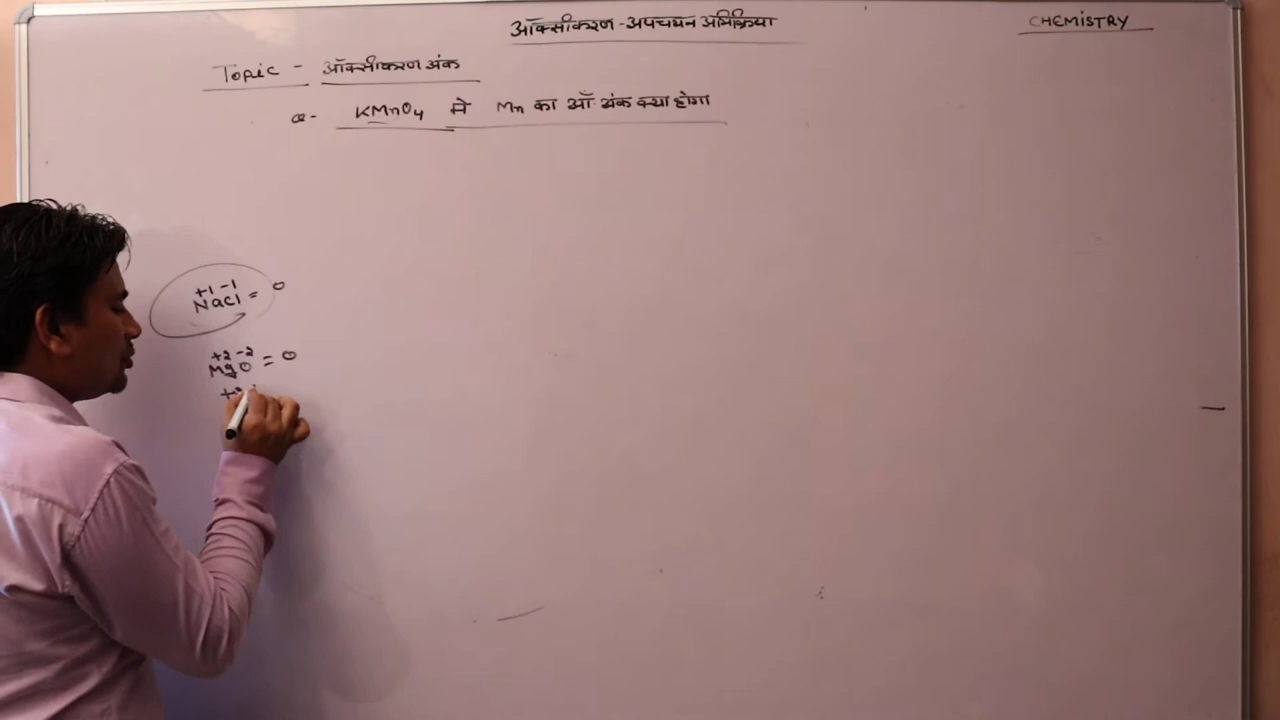 ऑक्सीकरण-अपचयन अभिक्रिया
CHEMISTRY
Topic - ऑक्सीकरण अंक
Q- KMnO4 मे Mn का ऑ. अंक क्या होगा
+1 -1
NaCl = 0
+2 -2
MgO = 0